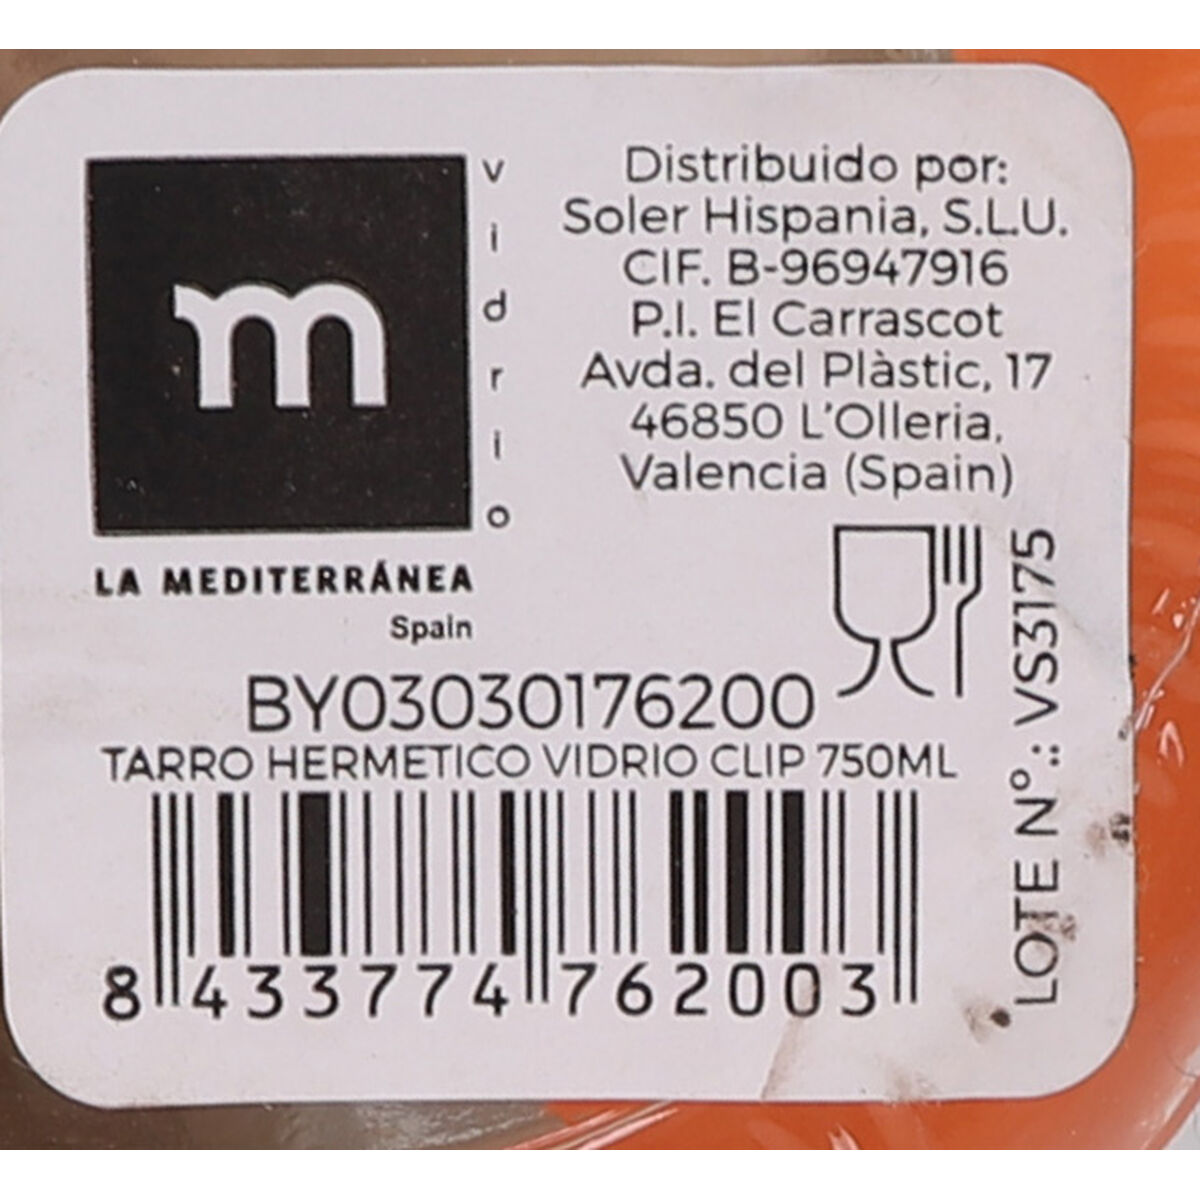 m
vidrio
LA MEDITERRÁNEA
Spain
Distribuido por:
Soler Hispania, S.L.U.
CIF. B-96947916
P.I. El Carrascot
Avda. del Plàstic, 17
46850 L'Olleria,
Valencia (Spain)
LOTE Nº.: VS3175
BY03030176200
TARRO HERMETICO VIDRIO CLIP 750ML
8 433774 762003